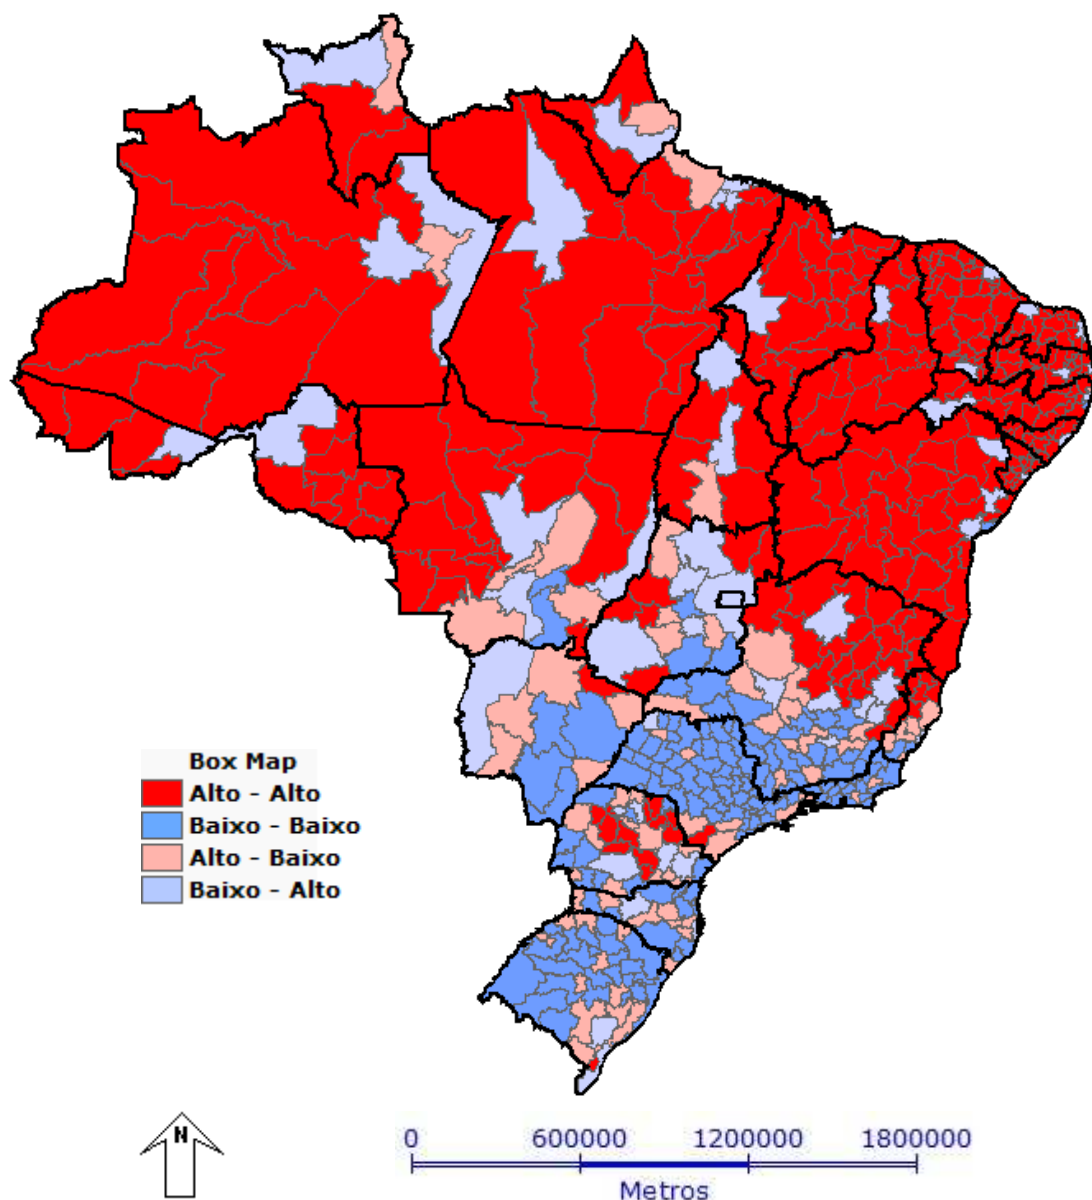 Box Map
Alto - Alto
Baixo - Baixo
Alto - Baixo
Baixo - Alto
N
0 600000 1200000 1800000
Metros